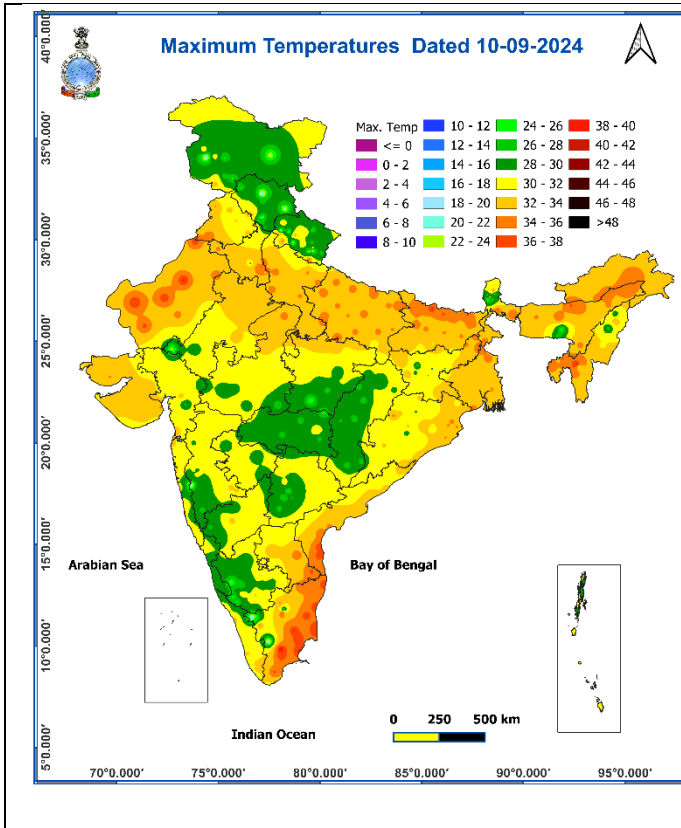 Maximum Temperatures Dated 10-09-2024
Max. Temp
<= 0
0 - 2
2 - 4
4 - 6
6 - 8
8 - 10
10 - 12
12 - 14
14 - 16
16 - 18
18 - 20
20 - 22
22 - 24
24 - 26
26 - 28
28 - 30
30 - 32
32 - 34
34 - 36
36 - 38
38 - 40
40 - 42
42 - 44
44 - 46
46 - 48
>48
40°0.000'
35°0.000'
30°0.000'
25°0.000'
20°0.000'
15°0.000'
10°0.000'
5°0.000'
Arabian Sea
Bay of Bengal
Indian Ocean
0 250 500 km
70°0.000' 75°0.000' 80°0.000' 85°0.000' 90°0.000' 95°0.000'